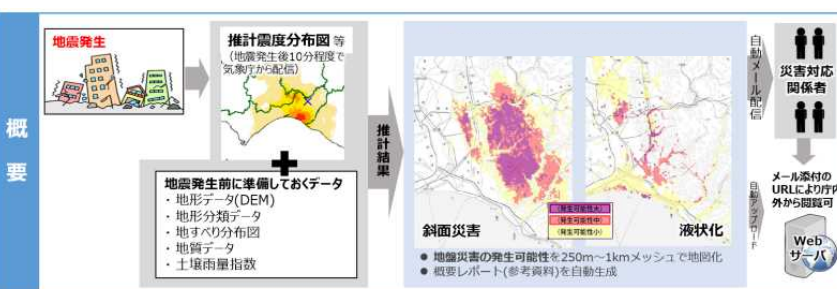 概
要
地震発生
推計震度分布図 等
(地震発生後10分程度で
気象庁から配信)
地震発生前に準備しておくデータ
・地形データ(DEM)
・地形分類データ
・地すべり分布図
・地質データ
・土壌雨量指数
推計結果
斜面災害
(発生可能性大)
(発生可能性中)
(発生可能性小)
液状化
● 地盤災害の発生可能性を250m～1kmメッシュで地図化
● 概要レポート(参考資料)を自動生成
自動メール配信
災害対応
関係者
自動アップロード
メール添付の
URLにより庁内
外から閲覧可
Web
サーバ